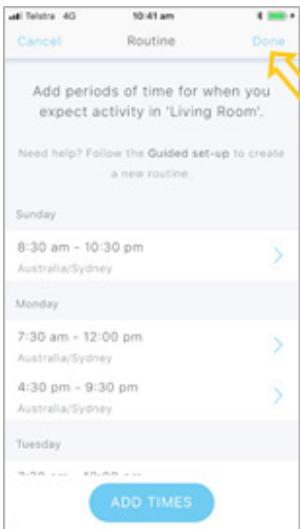 Telstra 4G 10:41 am
Cancel Routine Done
Add periods of time for when you
expect activity in 'Living Room'.
Need help? Follow the Guided set-up to create
a new routine.
Sunday
8:30 am - 10:30 pm
Australia/Sydney
Monday
7:30 am - 12:00 pm
Australia/Sydney
4:30 pm - 9:30 pm
Australia/Sydney
Tuesday
ADD TIMES